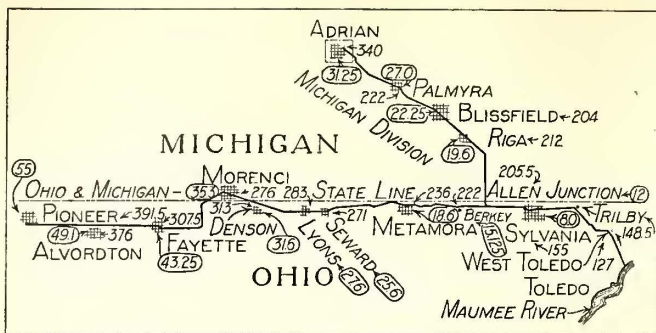 ADRIAN
340
31.25
27.0
PALMYRA
222
MICHIGAN DIVISION
22.25
BLISSFIELD 204
RIGA 212
19.6
MICHIGAN
205.5
ALLEN JUNCTION 12
55
OHIO & MICHIGAN- STATE LINE
35.3
MORENCI
276 283
236 222
PIONEER 391.5
307.5
313
DENSON
31.6
LYONS
27.6
271
SEWARD
25.6
METAMORA
18.6
BERKEY
15.125
8.0
TRILBY
148.5
49.1
376
ALVORDTON
FAYETTE
43.25
SYLVANIA
155
WEST TOLEDO
127
OHIO
TOLEDO
MAUMEE RIVER